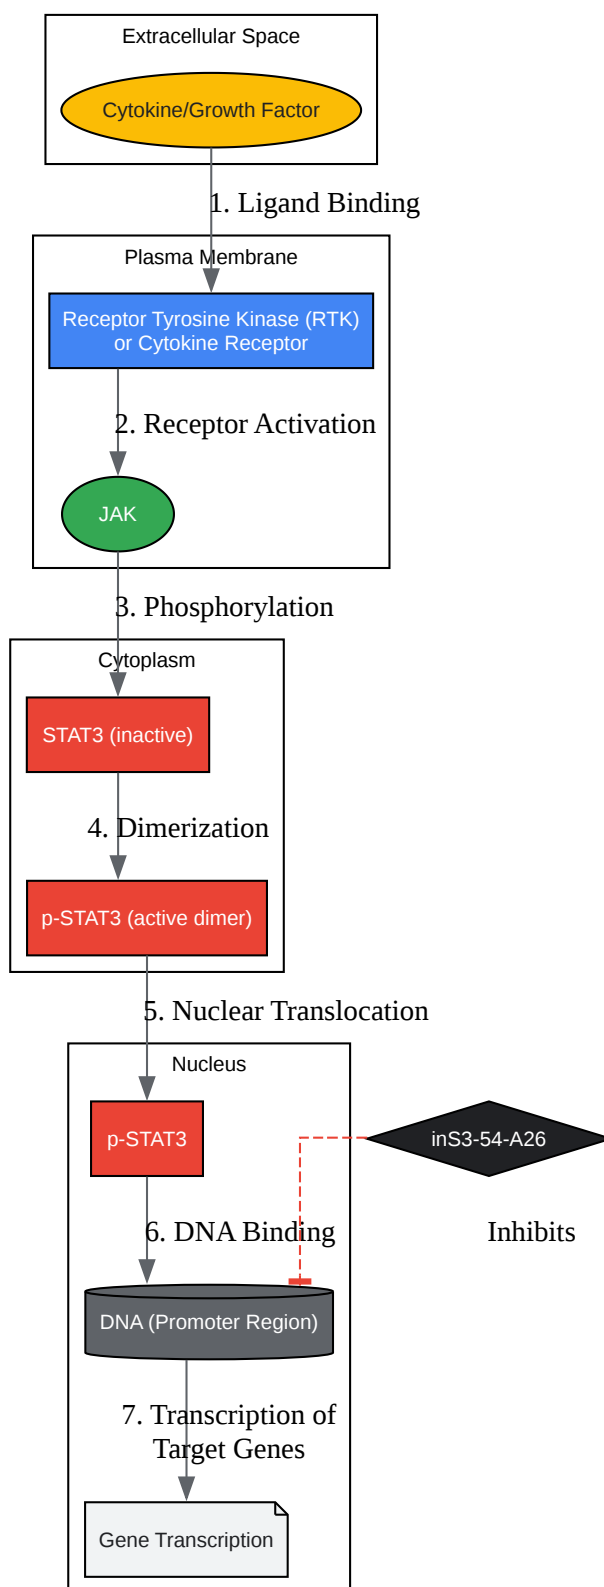 Extracellular Space
Cytokine/Growth Factor
1. Ligand Binding
Plasma Membrane
Receptor Tyrosine Kinase (RTK)
or Cytokine Receptor
2. Receptor Activation
JAK
3. Phosphorylation
Cytoplasm
STAT3 (inactive)
4. Dimerization
p-STAT3 (active dimer)
5. Nuclear Translocation
Nucleus
p-STAT3
inS3-54-A26
6. DNA Binding
Inhibits
DNA (Promoter Region)
7. Transcription of
Target Genes
Gene Transcription